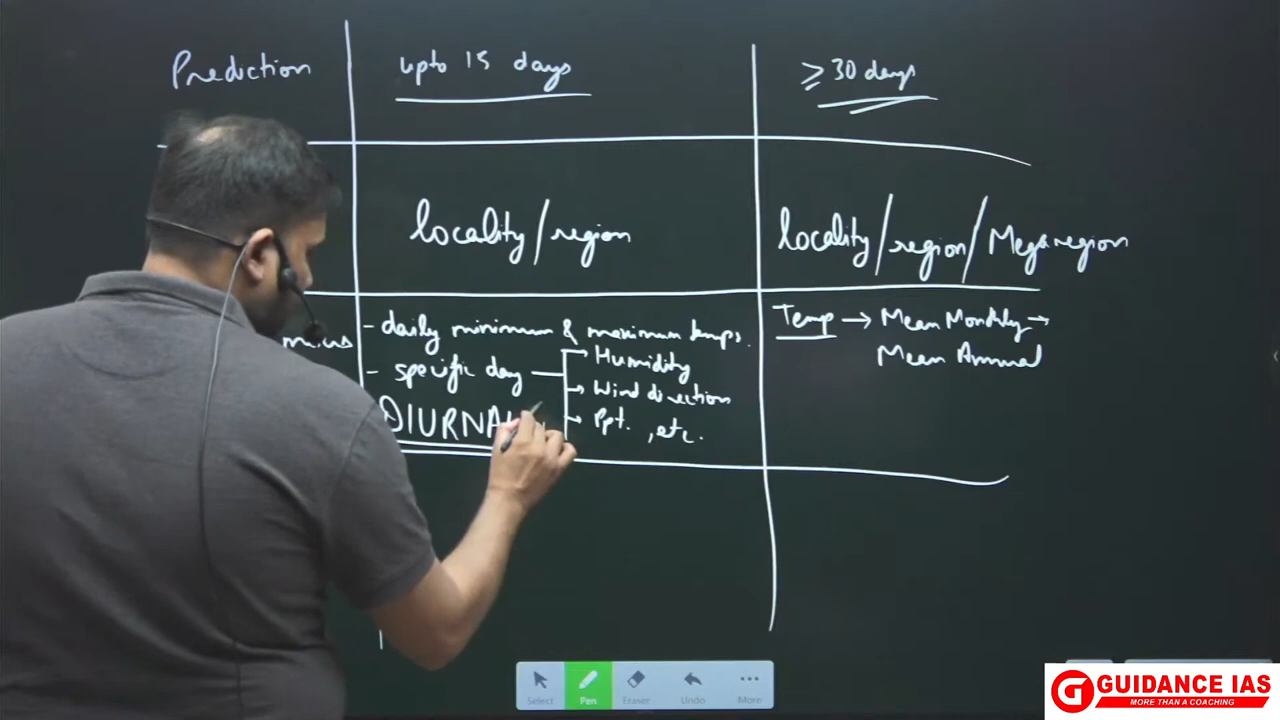 Prediction
upto 15 days
≥ 30 days
locality/region
locality/region/Megaregion
- daily minimum & maximum temps.
- specific day
Humidity
Wind direction
Ppt., etc.
DIURNAL
Temp → Mean Monthly →
Mean Annual
Select
Pen
Eraser
Undo
More
G GUIDANCE IAS
MORE THAN A COACHING